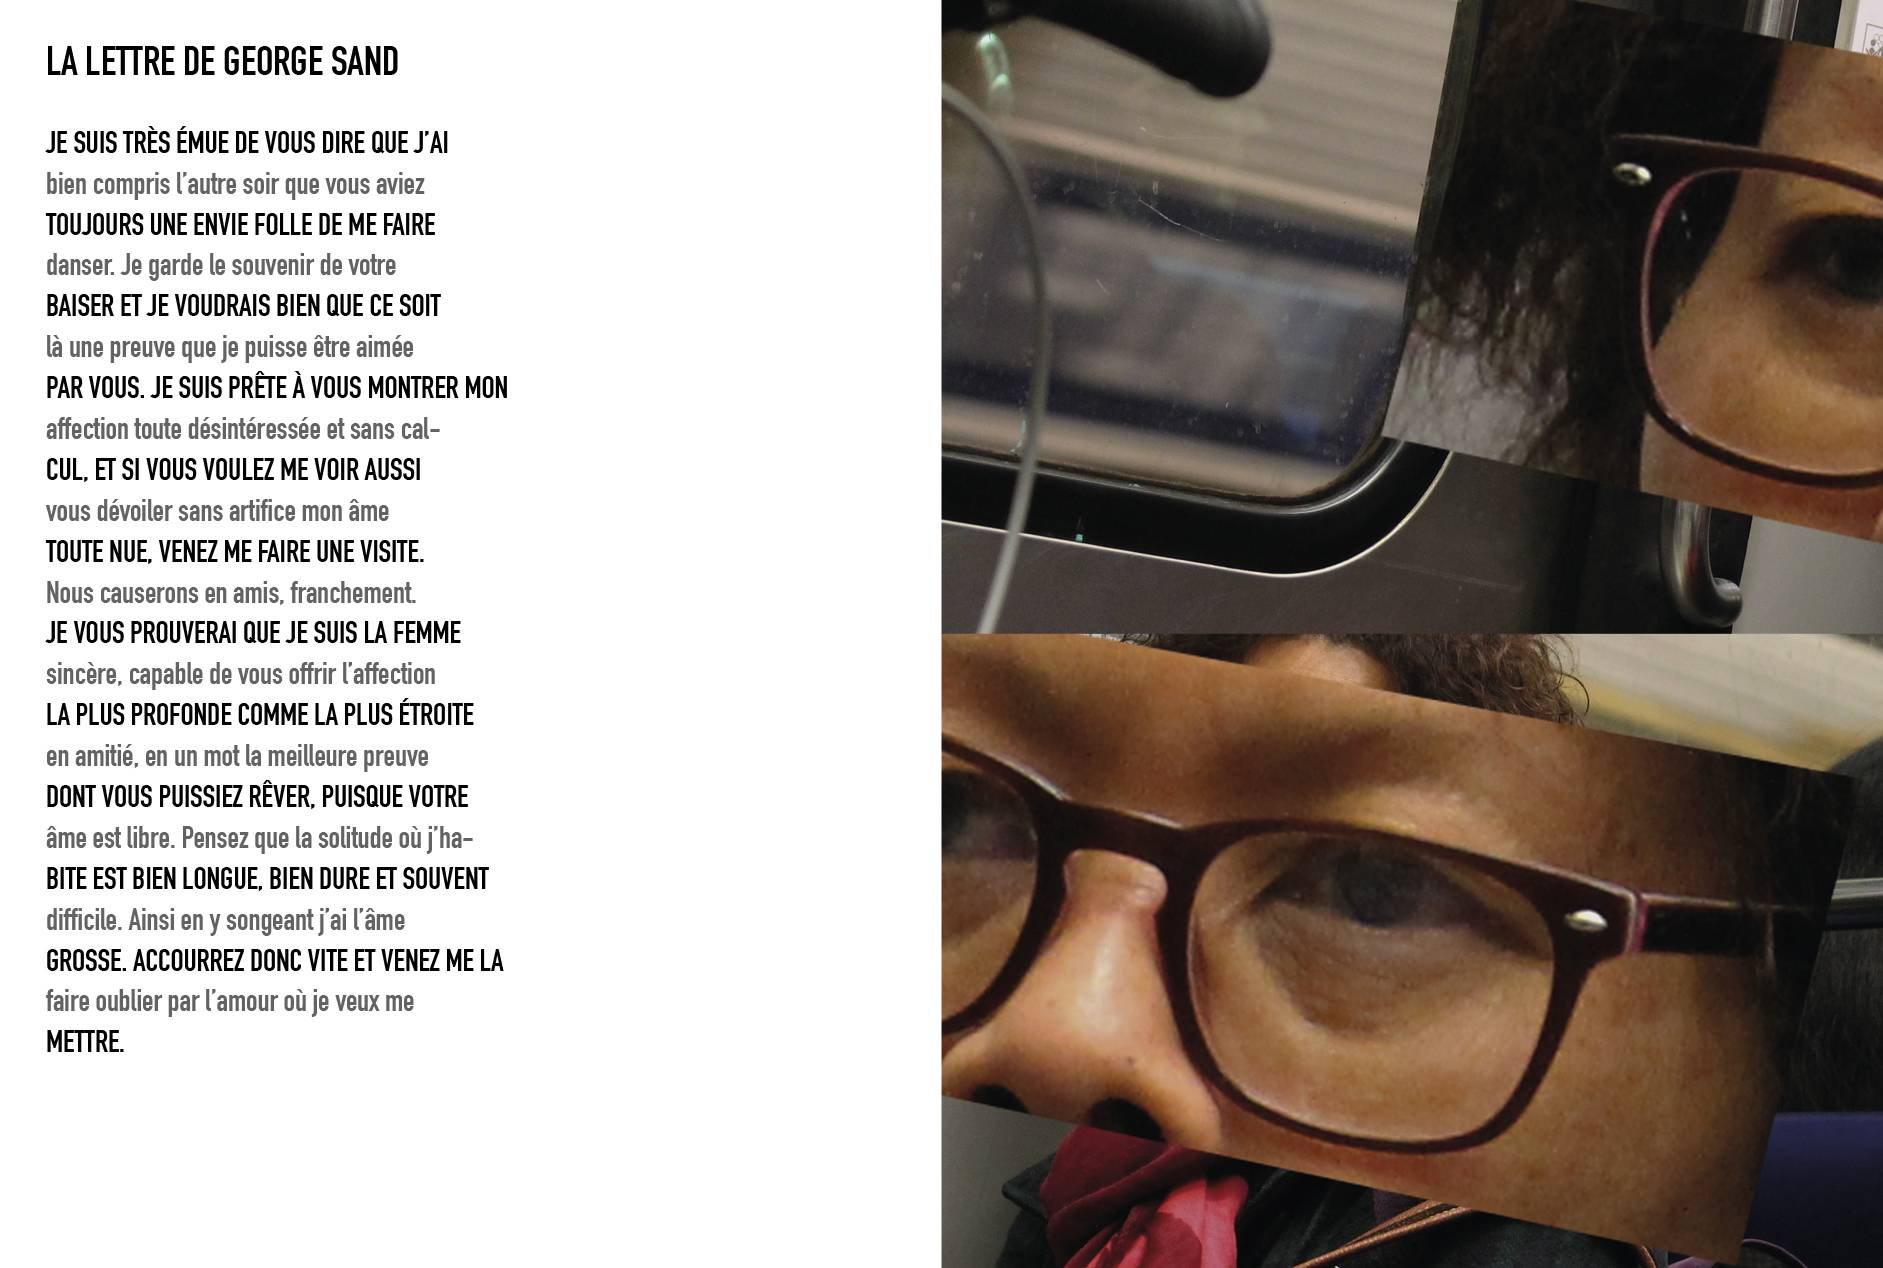 LA LETTRE DE GEORGE SAND
JE SUIS TRÈS ÉMUE DE VOUS DIRE QUE J’AI
bien compris l’autre soir que vous aviez
TOUJOURS UNE ENVIE FOLLE DE ME FAIRE
danser. Je garde le souvenir de votre
BAISER ET JE VOUDRAIS BIEN QUE CE SOIT
là une preuve que je puisse être aimée
PAR VOUS. JE SUIS PRÊTE À VOUS MONTRER MON
affection toute désintéressée et sans cal-
CUL, ET SI VOUS VOULEZ ME VOIR AUSSI
vous dévoiler sans artifice mon âme
TOUTE NUE, VENEZ ME FAIRE UNE VISITE.
Nous causerons en amis, franchement.
JE VOUS PROUVERAI QUE JE SUIS LA FEMME
sincère, capable de vous offrir l’affection
LA PLUS PROFONDE COMME LA PLUS ÉTROITE
en amitié, en un mot la meilleure preuve
DONT VOUS PUISSIEZ RÊVER, PUISQUE VOTRE
âme est libre. Pensez que la solitude où j’ha-
BITE EST BIEN LONGUE, BIEN DURE ET SOUVENT
difficile. Ainsi en y songeant j’ai l’âme
GROSSE. ACCOURREZ DONC VITE ET VENEZ ME LA
faire oublier par l’amour où je veux me
METTRE.